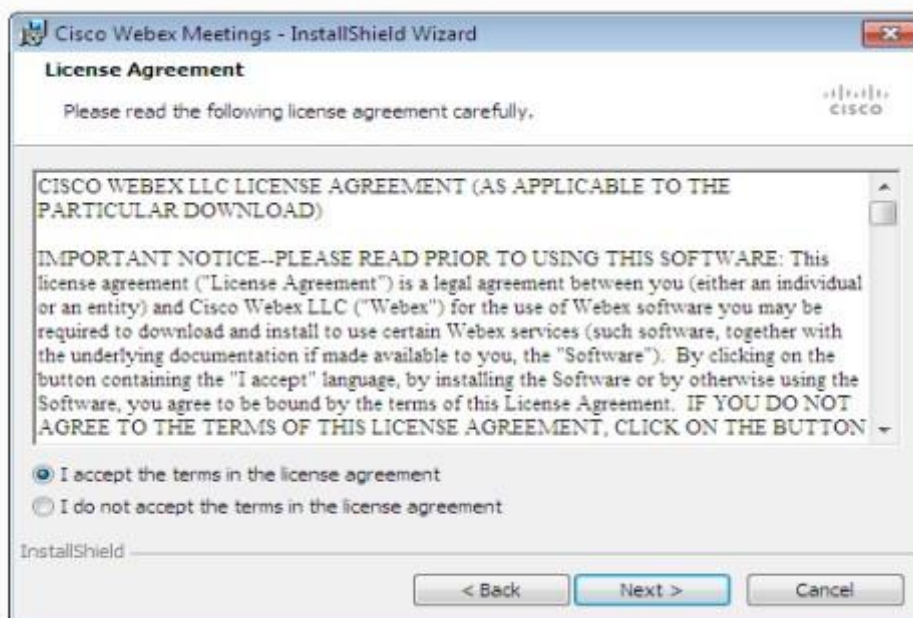 Cisco Webex Meetings - InstallShield Wizard
License Agreement
Please read the following license agreement carefully.
CISCO
CISCO WEBEX LLC LICENSE AGREEMENT (AS APPLICABLE TO THE
PARTICULAR DOWNLOAD)
IMPORTANT NOTICE--PLEASE READ PRIOR TO USING THIS SOFTWARE: This
license agreement ("License Agreement") is a legal agreement between you (either an individual
or an entity) and Cisco Webex LLC ("Webex") for the use of Webex software you may be
required to download and install to use certain Webex services (such software, together with
the underlying documentation if made available to you, the "Software"). By clicking on the
button containing the "I accept" language, by installing the Software or by otherwise using the
Software, you agree to be bound by the terms of this License Agreement. IF YOU DO NOT
AGREE TO THE TERMS OF THIS LICENSE AGREEMENT, CLICK ON THE BUTTON
I accept the terms in the license agreement
I do not accept the terms in the license agreement
InstallShield
< Back
Next >
Cancel